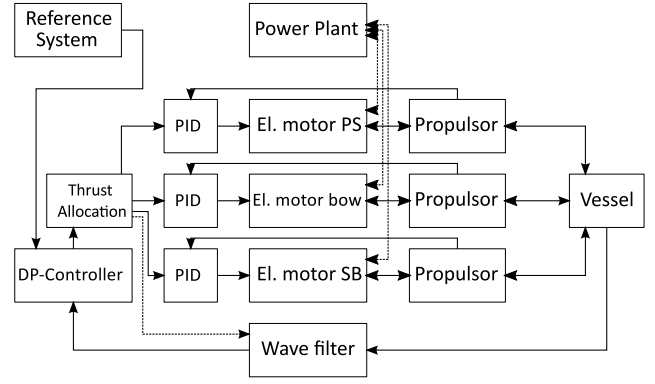 Reference
System
Power Plant
PID
El. motor PS
Propulsor
Thrust
Allocation
PID
El. motor bow
Propulsor
Vessel
DP-Controller
PID
El. motor SB
Propulsor
Wave filter